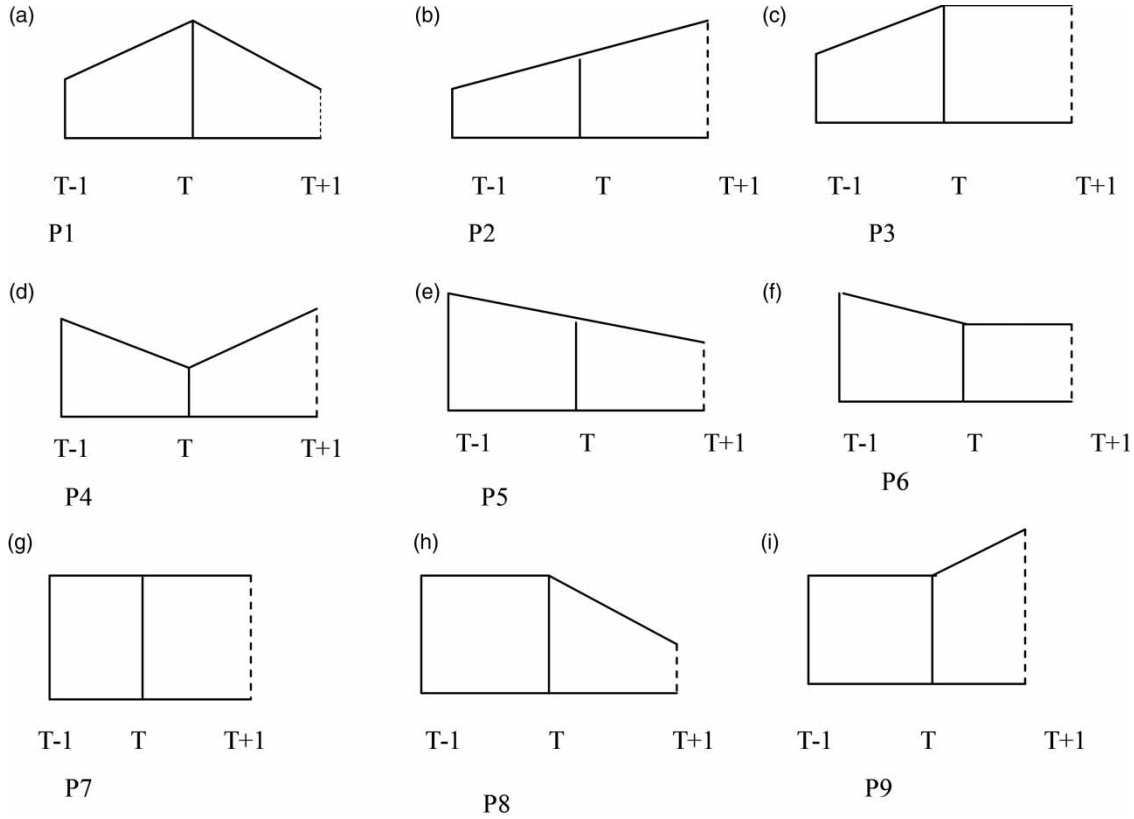 (a)
(b)
(c)
T-1 T T+1
T-1 T T+1
T-1 T T+1
P1
P2
P3
(d)
(e)
(f)
T-1 T T+1
T-1 T T+1
T-1 T T+1
P4
P5
P6
(g)
(h)
(i)
T-1 T T+1
T-1 T T+1
T-1 T T+1
P7
P8
P9